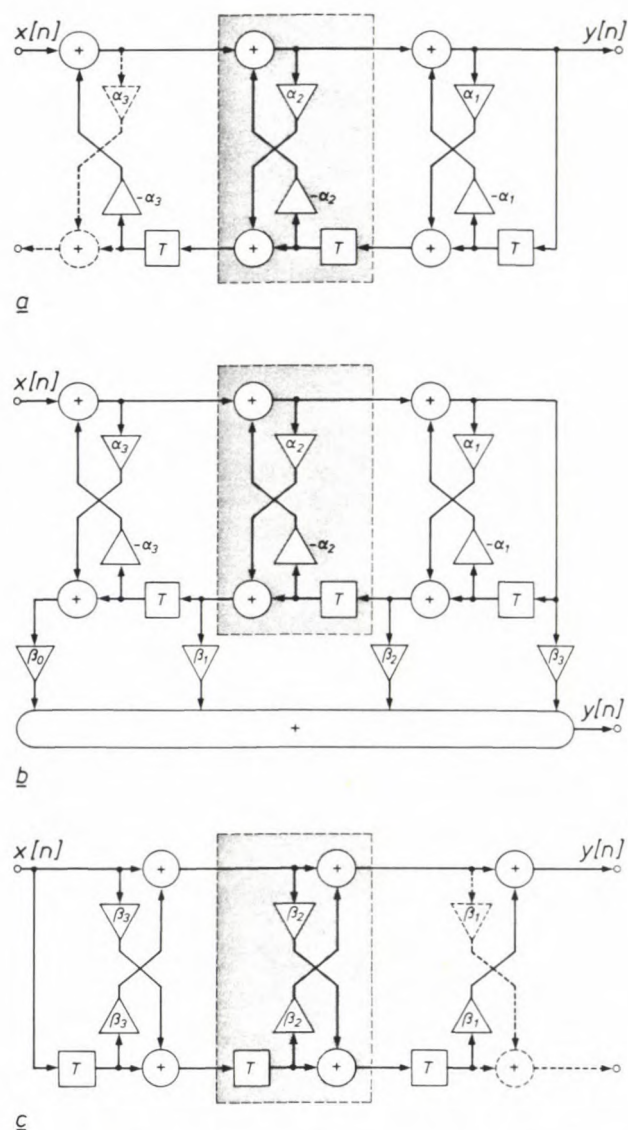 x[n] y[n]
+ + +
α₃ α₂ α₁
-α₃ -α₂ -α₁
+ T + T + T
a
x[n]
+ + +
α₃ α₂ α₁
-α₃ -α₂ -α₁
+ T + T + T
β₀ β₁ β₂ β₃
+ y[n]
b
x[n] y[n]
+ + +
β₃ β₂ β₁
β₃ β₂ β₁
T + T + T +
c